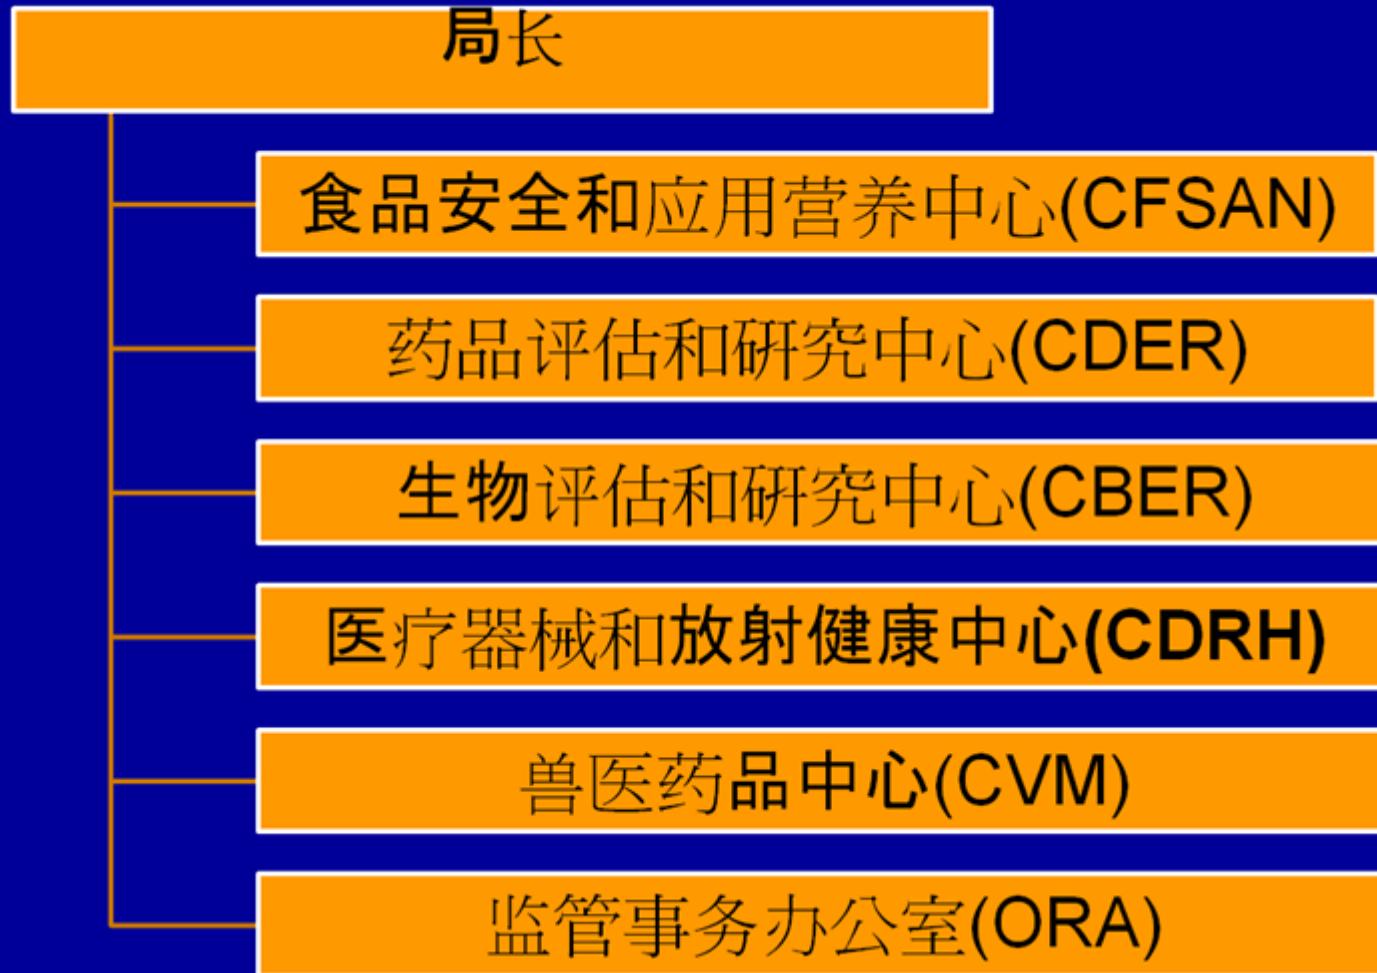 局长
食品安全和应用营养中心(CFSAN)
药品评估和研究中心(CDER)
生物评估和研究中心(CBER)
医疗器械和放射健康中心(CDRH)
兽医药品中心(CVM)
监管事务办公室(ORA)